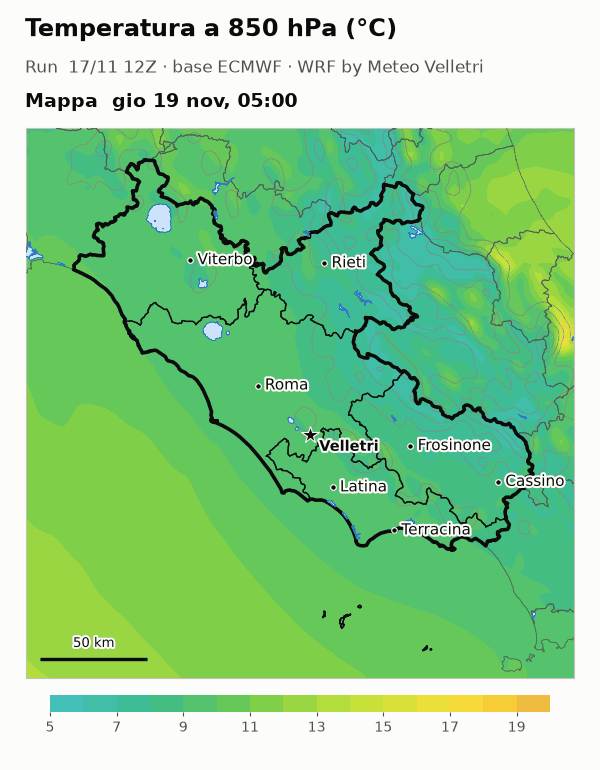 Temperatura a 850 hPa (°C)
Run  17/11 12Z · base ECMWF · WRF by Meteo Velletri
Mappa  gio 19 nov, 05:00
Viterbo
Rieti
Roma
Velletri
Frosinone
Latina
Cassino
Terracina
50 km
5 7 9 11 13 15 17 19